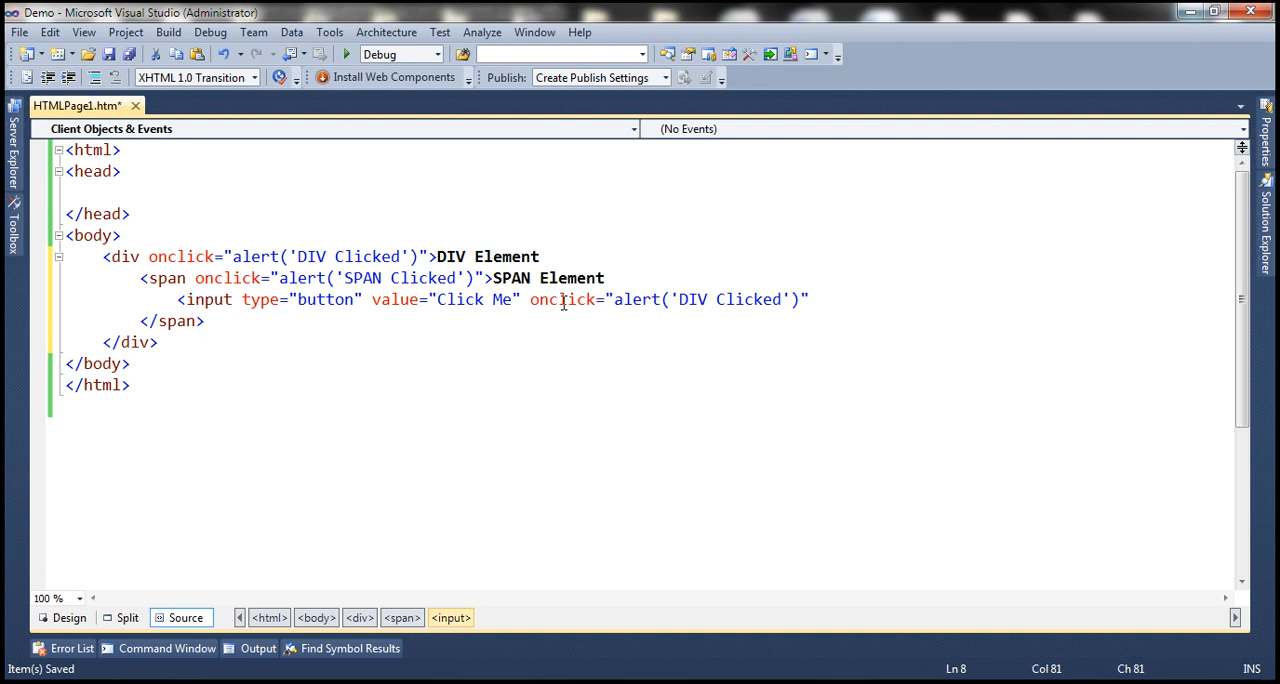 Demo - Microsoft Visual Studio (Administrator)
File Edit View Project Build Debug Team Data Tools Architecture Test Analyze Window Help
Debug
XHTML 1.0 Transition Install Web Components Publish: Create Publish Settings
HTMLPage1.htm*
Client Objects & Events (No Events)
<html>
<head>
</head>
<body>
<div onclick="alert('DIV Clicked')">DIV Element
<span onclick="alert('SPAN Clicked')">SPAN Element
<input type="button" value="Click Me" onclick="alert('DIV Clicked')"
</span>
</div>
</body>
</html>
Server Explorer
Toolbox
Properties
Solution Explorer
100 %
Design Split Source <html> <body> <div> <span> <input>
Error List Command Window Output Find Symbol Results
Item(s) Saved Ln 8 Col 81 Ch 81 INS